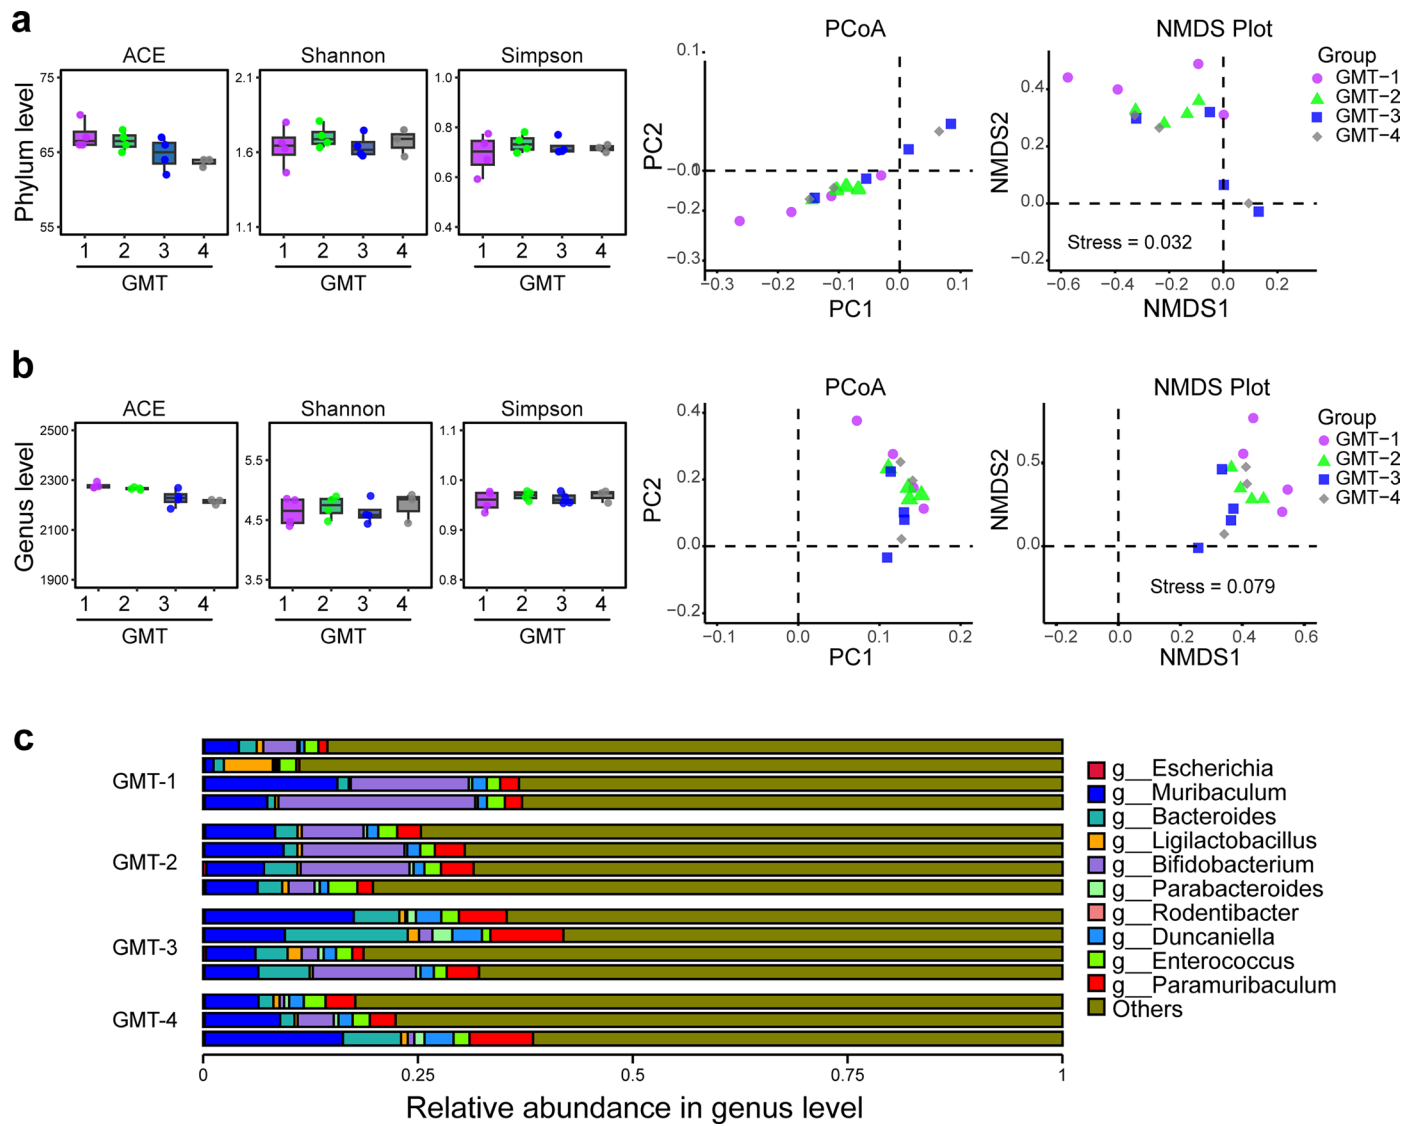 a
ACE
Shannon
Simpson
PCoA
NMDS Plot
Phylum level
75
65
55
1 2 3 4
GMT
2.1
1.6
1.1
1 2 3 4
GMT
1.0
0.8
0.6
0.4
1 2 3 4
GMT
PC2
0.1
−0.0
−0.2
−0.3
−0.3 −0.2 −0.1 0.0 0.1
PC1
NMDS2
0.4
0.2
0.0
−0.2
Stress = 0.032
−0.6 −0.4 −0.2 0.0 0.2
NMDS1
Group
GMT−1
GMT−2
GMT−3
GMT−4
b
ACE
Shannon
Simpson
PCoA
NMDS Plot
Genus level
2500
2300
2100
1900
1 2 3 4
GMT
5.5
4.5
3.5
1 2 3 4
GMT
1.1
1.0
0.9
0.8
1 2 3 4
GMT
PC2
0.4
0.2
0.0
−0.2
−0.1 0.0 0.1 0.2
PC1
NMDS2
0.5
0.0
Stress = 0.079
−0.2 0.0 0.2 0.4 0.6
NMDS1
Group
GMT−1
GMT−2
GMT−3
GMT−4
c
GMT-1
GMT-2
GMT-3
GMT-4
0 0.25 0.5 0.75 1
Relative abundance in genus level
g__Escherichia
g__Muribaculum
g__Bacteroides
g__Ligilactobacillus
g__Bifidobacterium
g__Parabacteroides
g__Rodentibacter
g__Duncaniella
g__Enterococcus
g__Paramuribaculum
Others